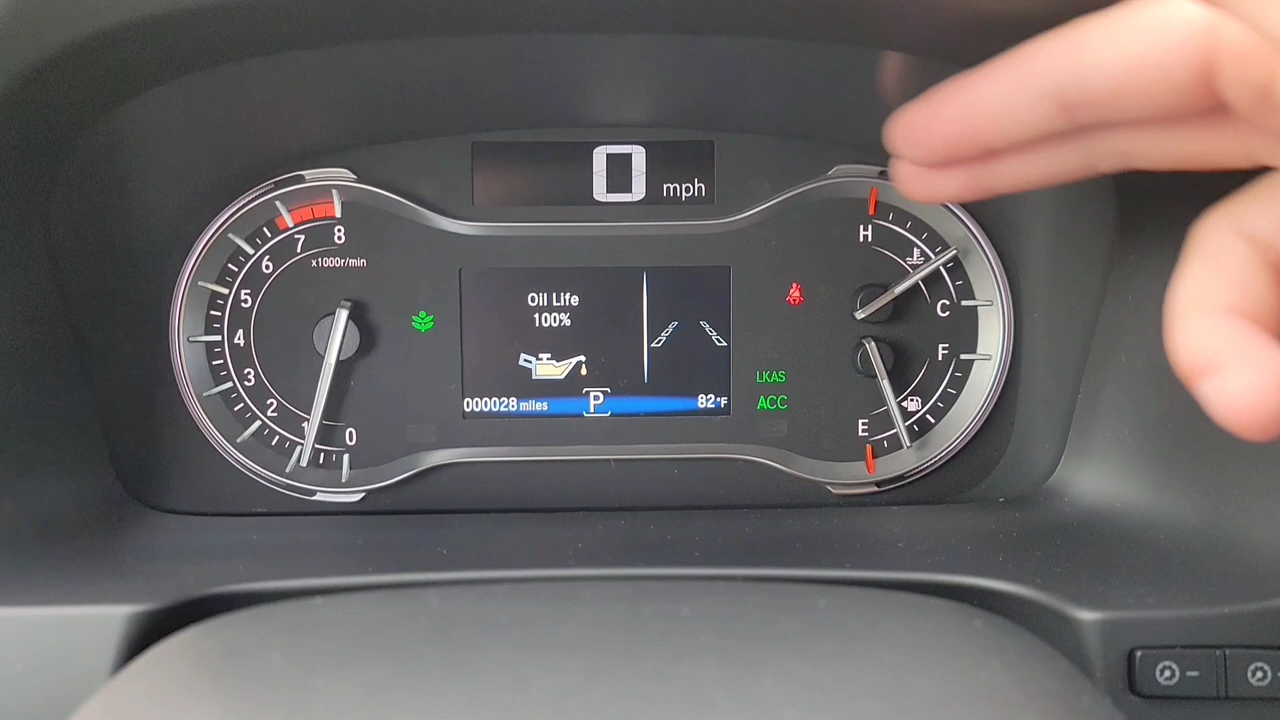 0 mph
8
7
6
5
4
3
2
1
0
x1000r/min
Oil Life
100%
000028 miles
P
82°F
LKAS
ACC
H
C
F
E